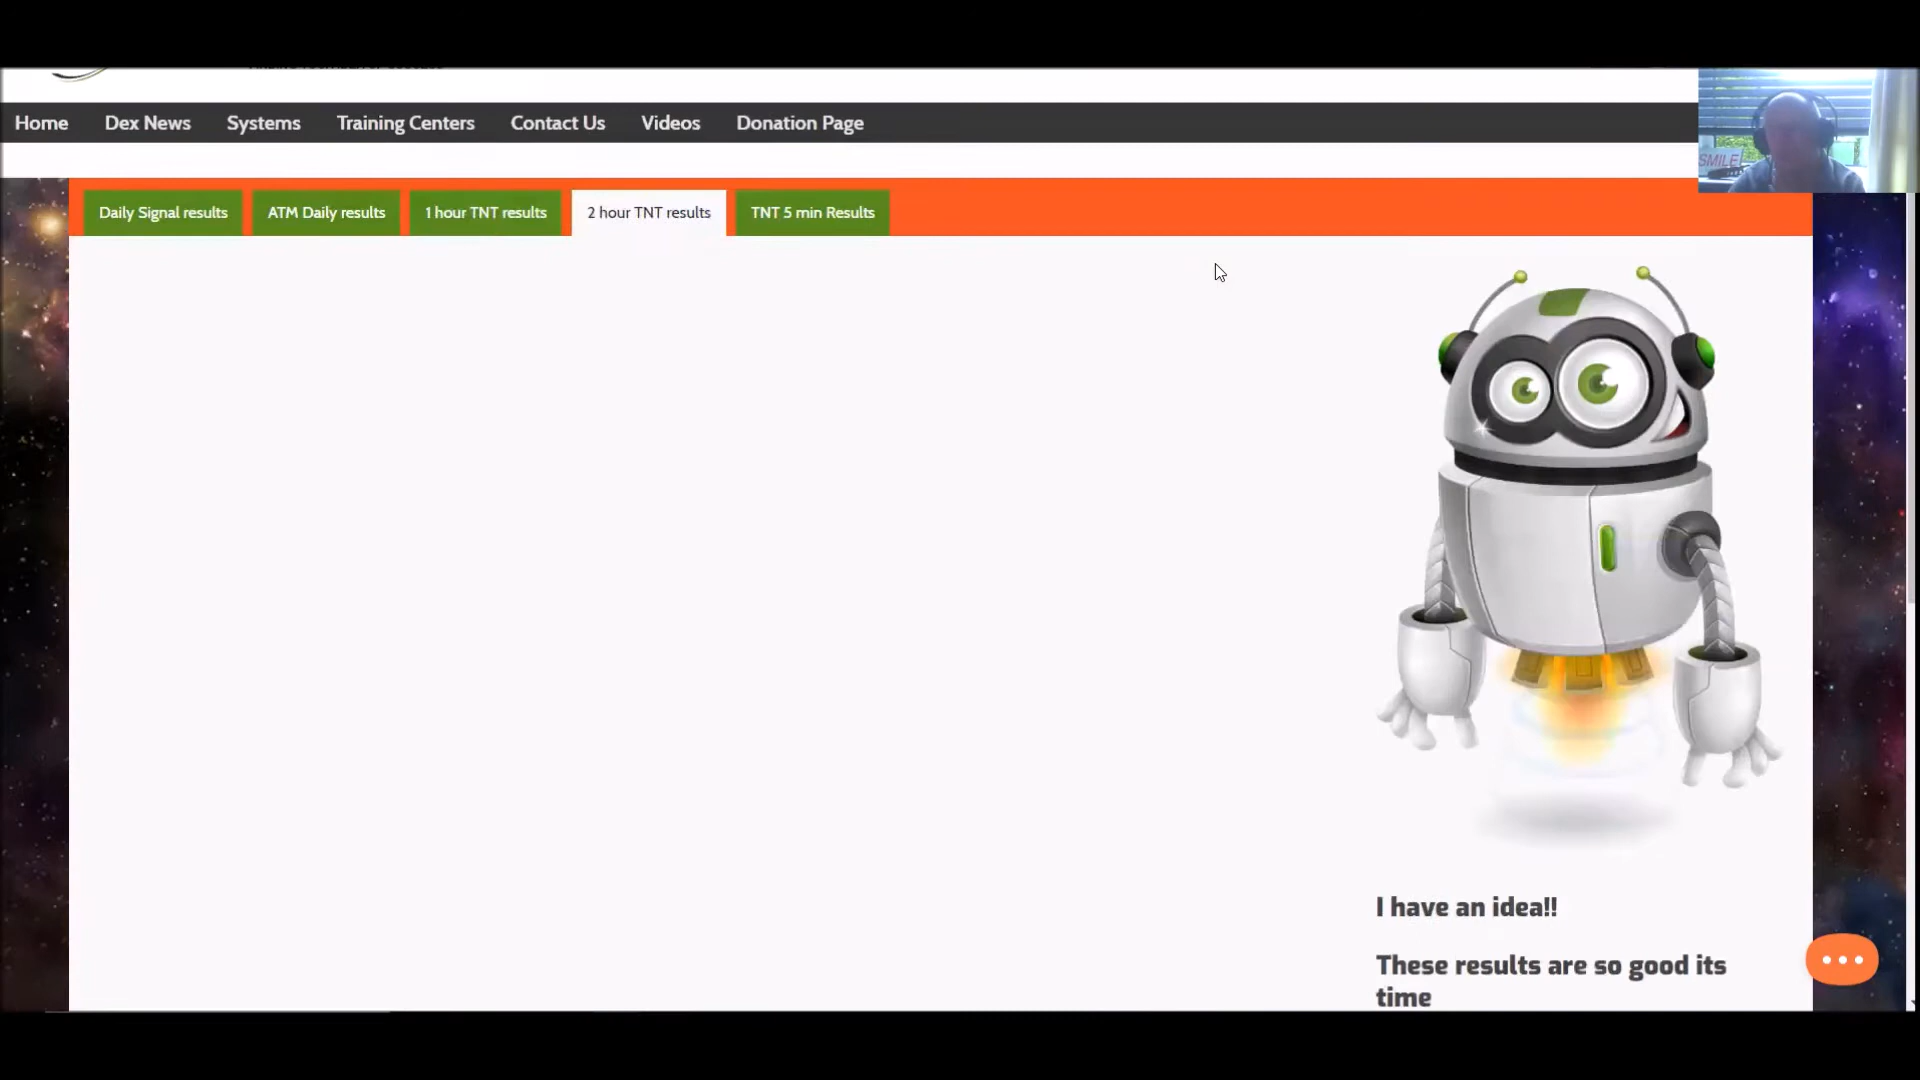 Home Dex News Systems Training Centers Contact Us Videos Donation Page
SMILE!
Daily Signal results ATM Daily results 1 hour TNT results 2 hour TNT results TNT 5 min Results
I have an idea!!
These results are so good its
time